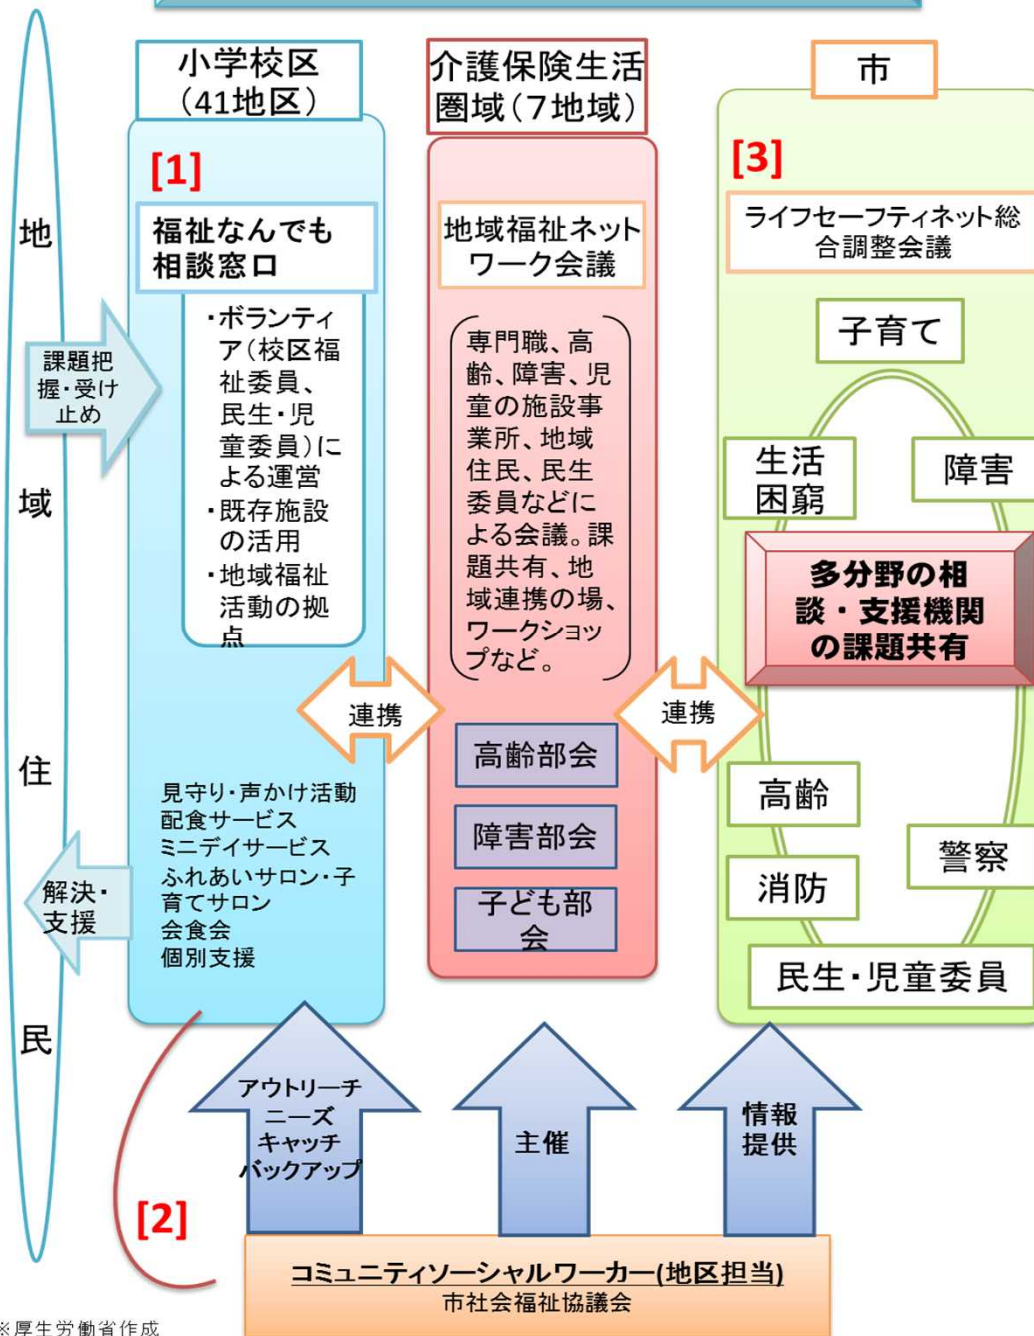 地
域
住
民
小学校区
（41地区）
[1]
福祉なんでも
相談窓口
・ボランティ
ア（校区福
祉委員、
民生・児
童委員）に
よる運営
・既存施設
の活用
・地域福祉
活動の拠
点
課題把
握・受け
止め
見守り・声かけ活動
配食サービス
ミニデイサービス
ふれあいサロン・子
育てサロン
会食会
個別支援
解決・
支援
連携
介護保険生活
圏域（7地域）
地域福祉ネット
ワーク会議
専門職、高
齢、障害、児
童の施設事
業所、地域
住民、民生
委員などに
よる会議。課
題共有、地
域連携の場、
ワークショッ
プなど。
高齢部会
障害部会
子ども部
会
連携
市
[3]
ライフセーフティネット総
合調整会議
子育て
生活
困窮
障害
多分野の相
談・支援機関
の課題共有
高齢
警察
消防
民生・児童委員
アウトリーチ
ニーズ
キャッチ
バックアップ
主催
情報
提供
[2]
コミュニティソーシャルワーカー(地区担当)
市社会福祉協議会
※厚生労働省作成